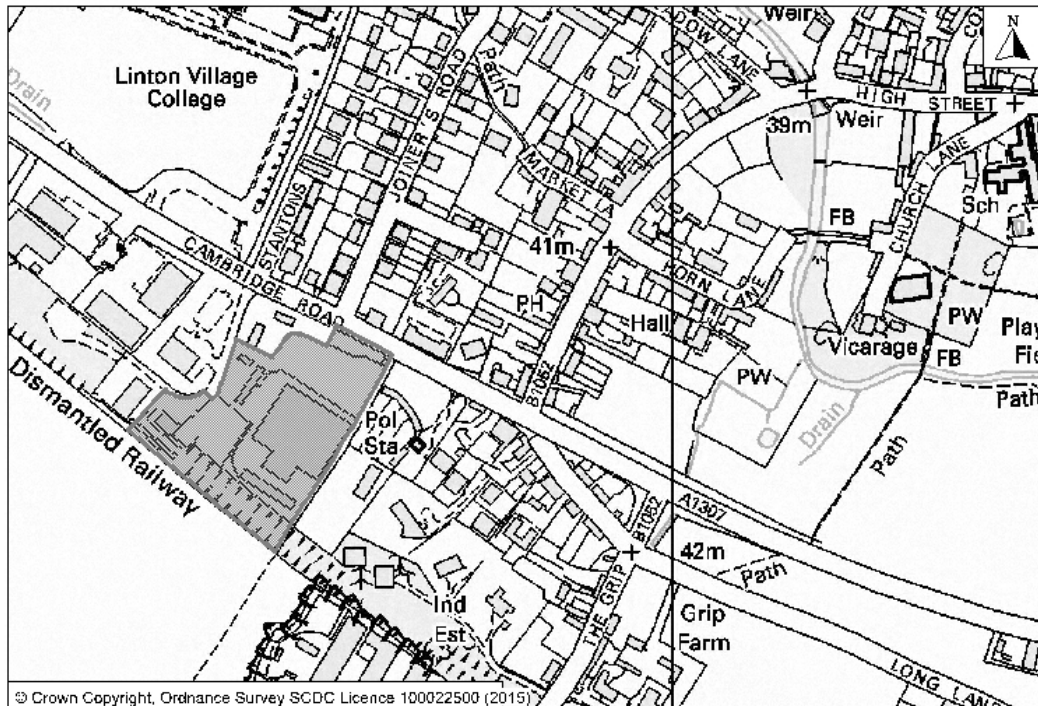 Weir
N
Linton Village
College
Path
DOW LANE
HIGH STREET
39m
Weir
Drain
JOINERS ROAD
MARKET LA
CHURCH LANE
Sch
STANTONS
FB
41m
CAMBRIDGE ROAD
HORN LANE
PH
Hall
PW
Play
Fie
Vicarage
FB
PW
Path
Dismantled Railway
B1052
Pol
Sta
Drain
Path
B1052
A1307
42m
Path
HE GRIP
Ind
Est
Grip
Farm
LONG LANE
© Crown Copyright, Ordnance Survey SCDC Licence 100022500 (2015)